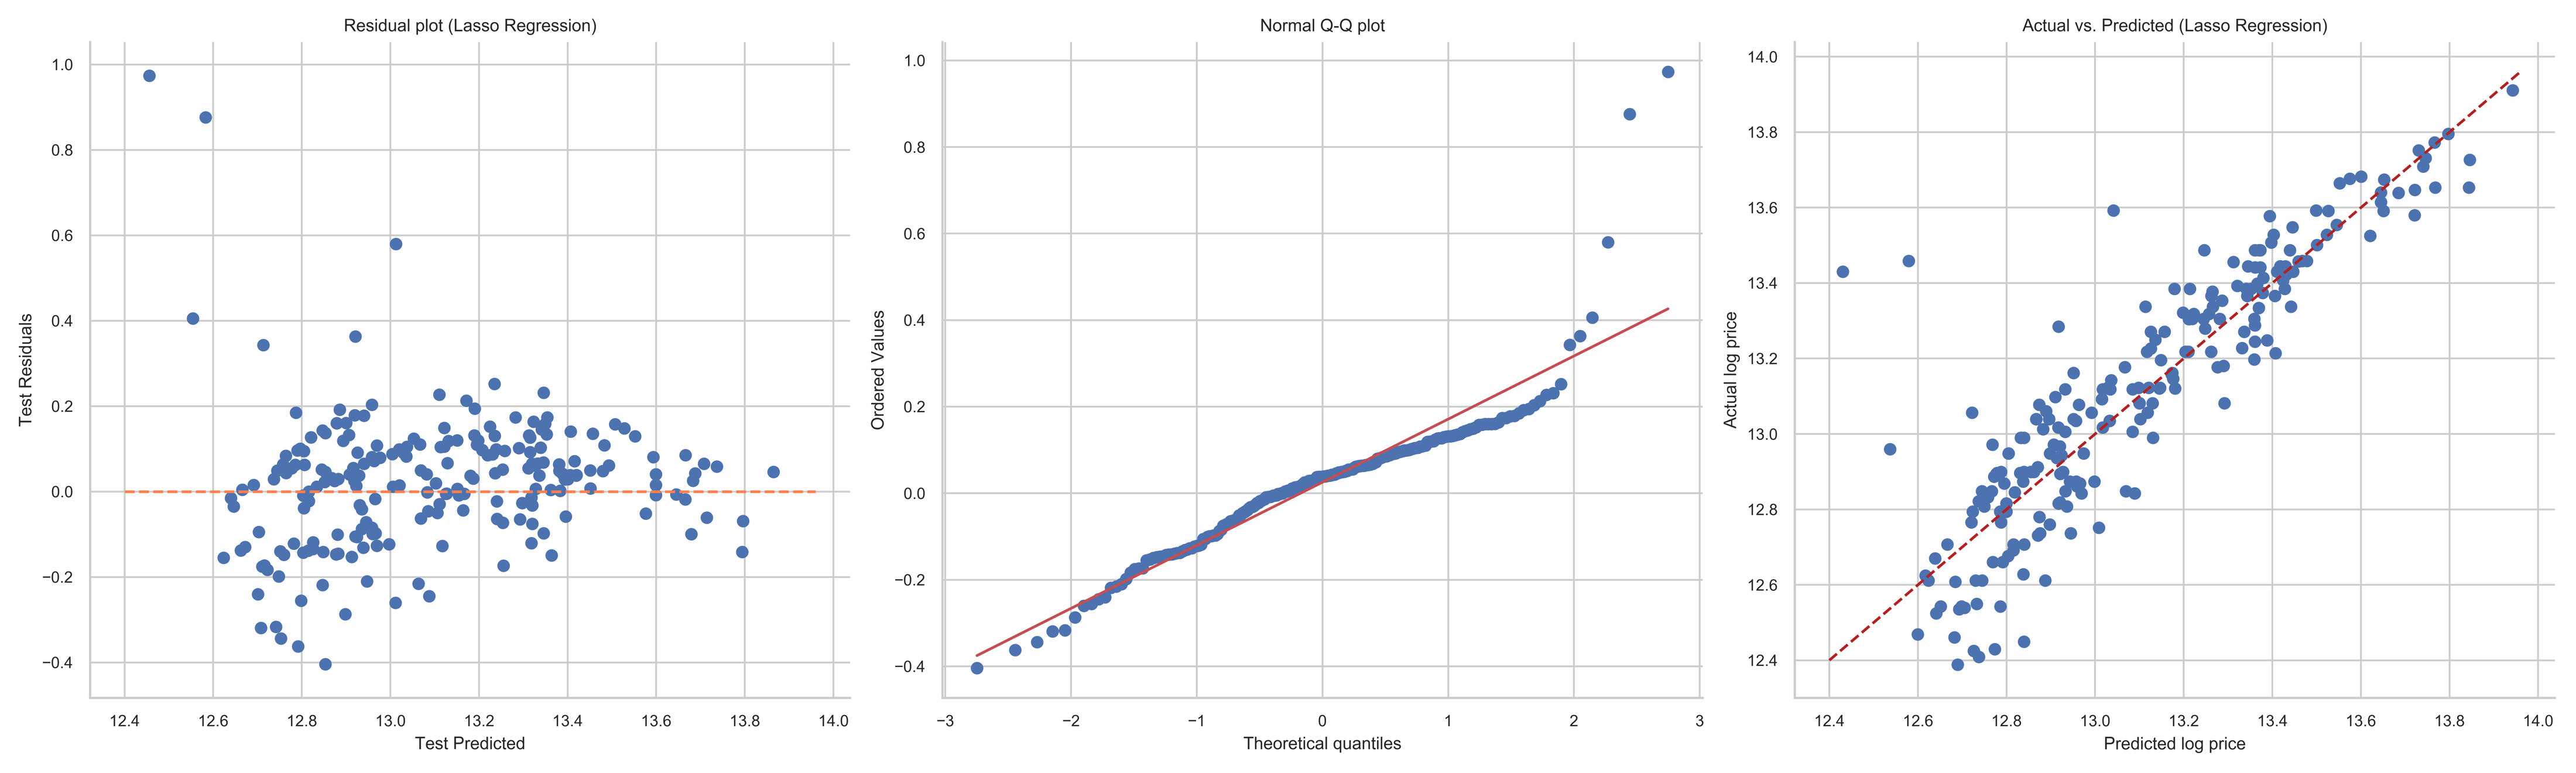 Residual plot (Lasso Regression)
1.0
0.8
0.6
0.4
0.2
0.0
−0.2
−0.4
Test Residuals
12.4 12.6 12.8 13.0 13.2 13.4 13.6 13.8 14.0
Test Predicted
Normal Q-Q plot
1.0
0.8
0.6
0.4
0.2
0.0
−0.2
−0.4
Ordered Values
−3 −2 −1 0 1 2 3
Theoretical quantiles
Actual vs. Predicted (Lasso Regression)
14.0
13.8
13.6
13.4
13.2
13.0
12.8
12.6
12.4
Actual log price
12.4 12.6 12.8 13.0 13.2 13.4 13.6 13.8 14.0
Predicted log price